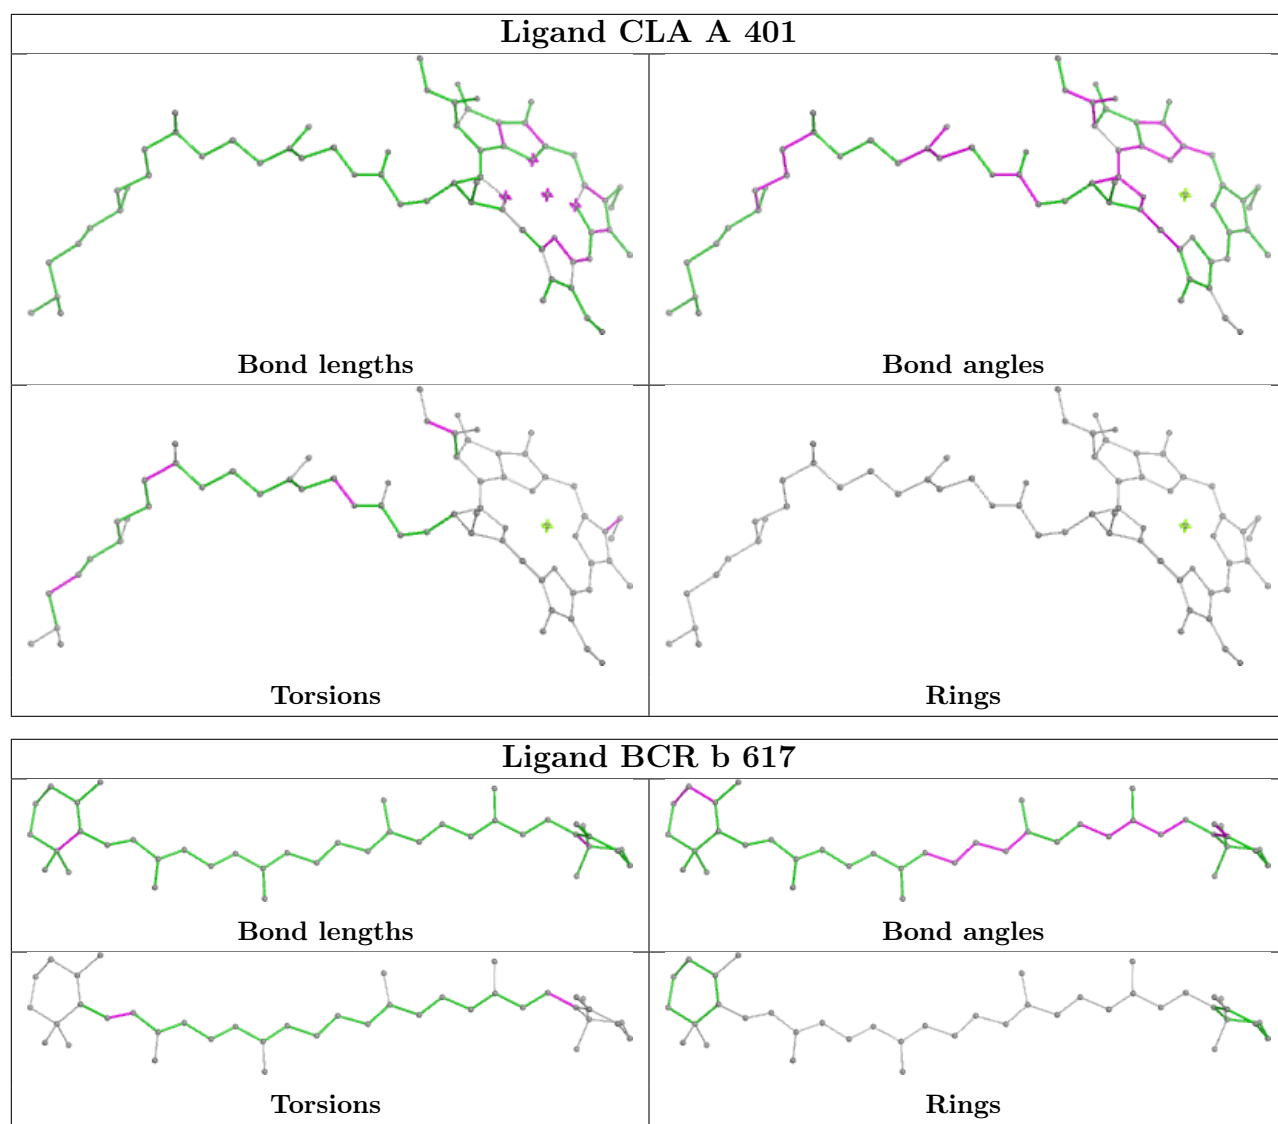 Ligand CLA A 401
Bond lengths
Bond angles
Torsions
Rings
Ligand BCR b 617
Bond lengths
Bond angles
Torsions
Rings